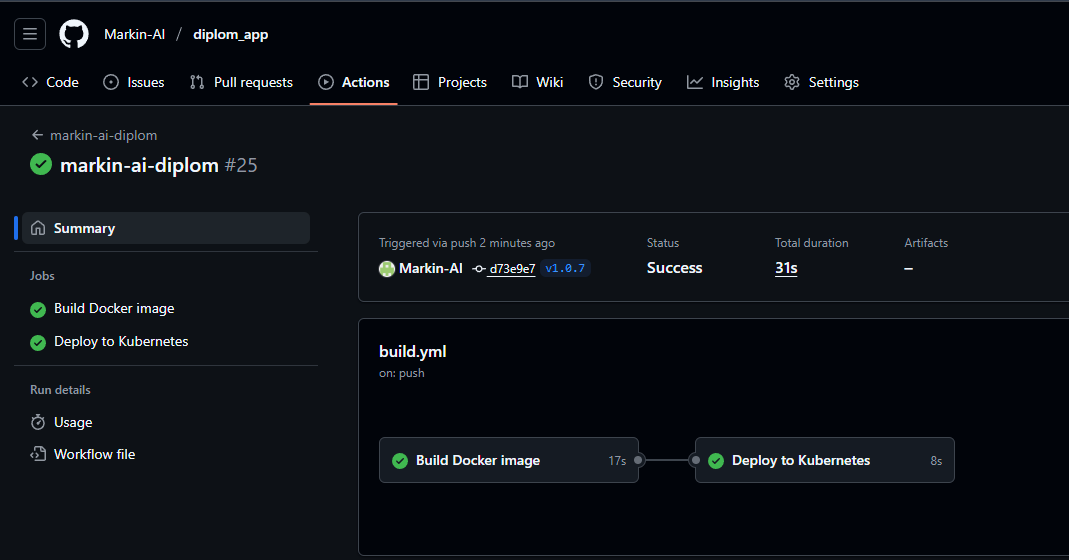 Markin-AI / diplom_app
Code Issues Pull requests Actions Projects Wiki Security Insights Settings
← markin-ai-diplom
markin-ai-diplom #25
Summary
Jobs
Build Docker image
Deploy to Kubernetes
Run details
Usage
Workflow file
Triggered via push 2 minutes ago Status Total duration Artifacts
Markin-AI d73e9e7 v1.0.7 Success 31s –
build.yml
on: push
Build Docker image 17s Deploy to Kubernetes 8s